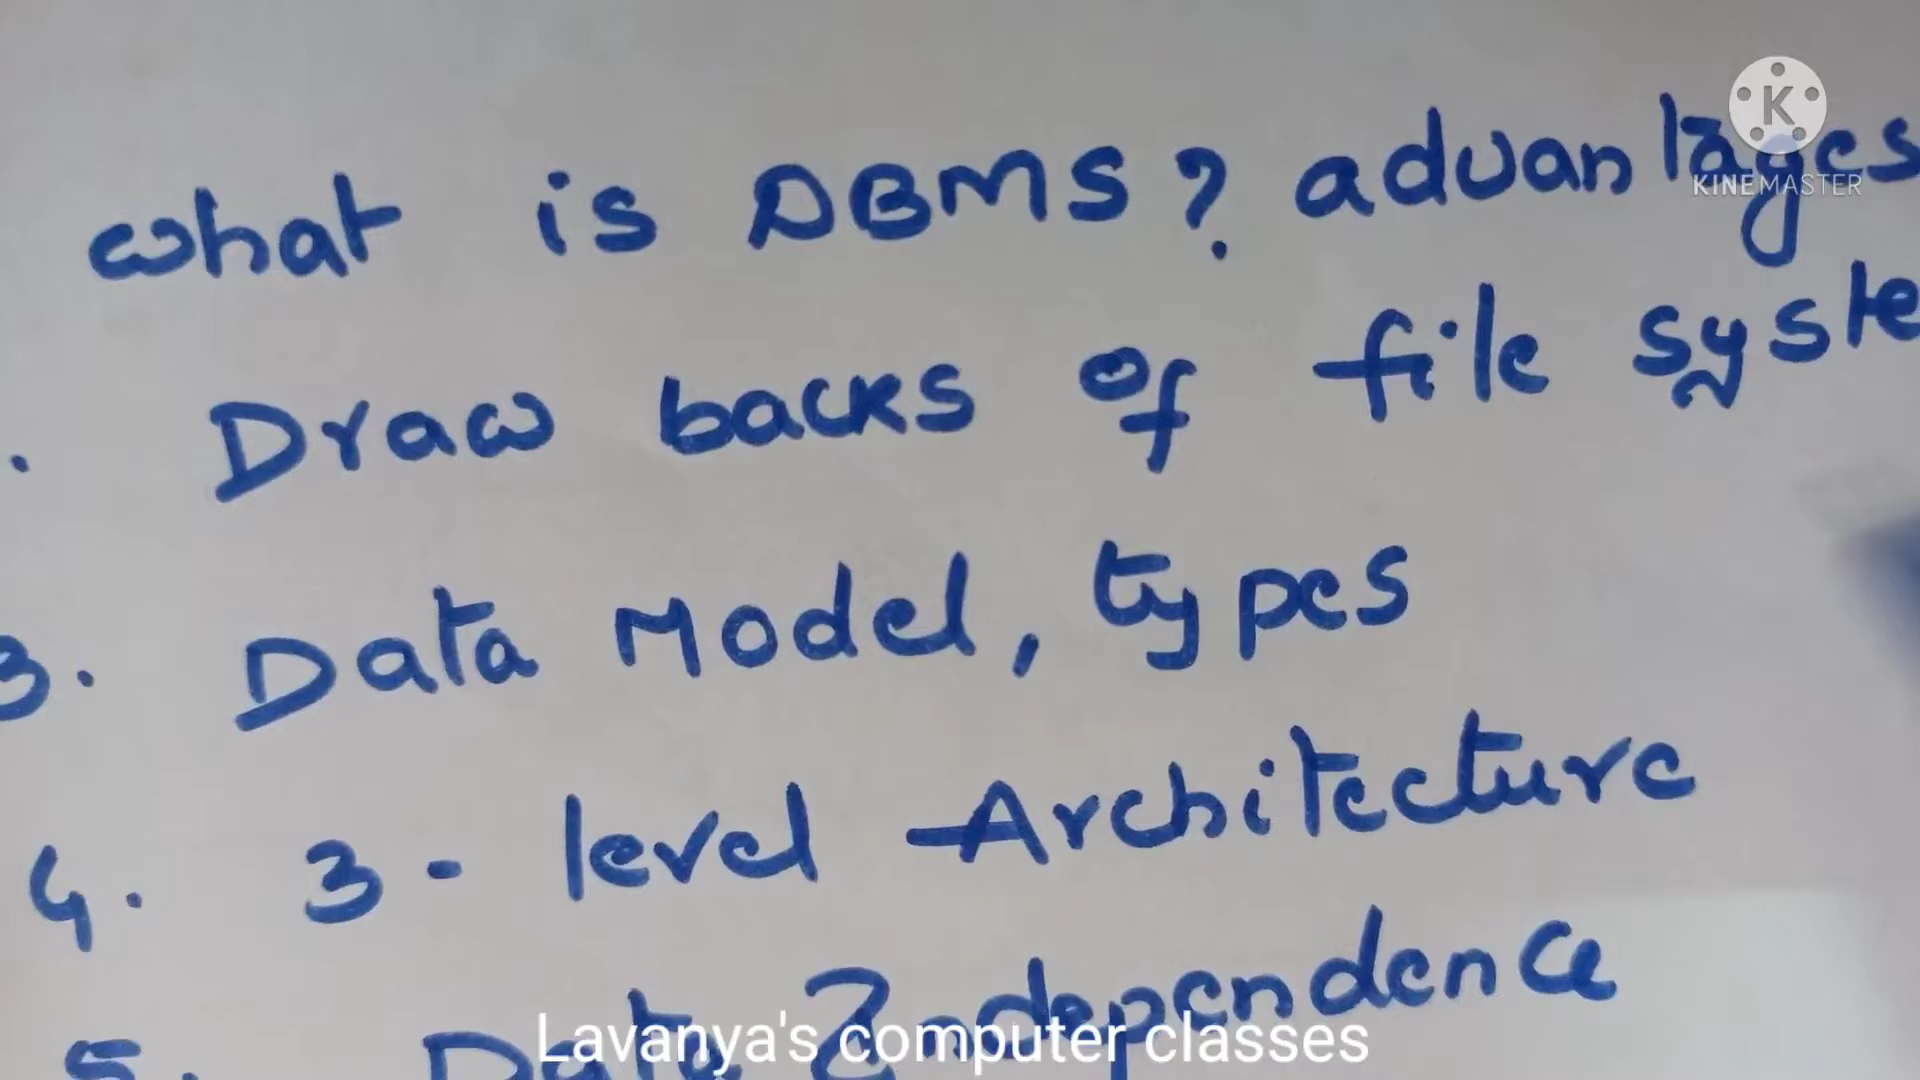 what is DBMS? advantages
. Draw backs of file syste
3. Data Model, types
4. 3-level Architecture
5. Data Independence
K
KINEMASTER
Lavanya's computer classes